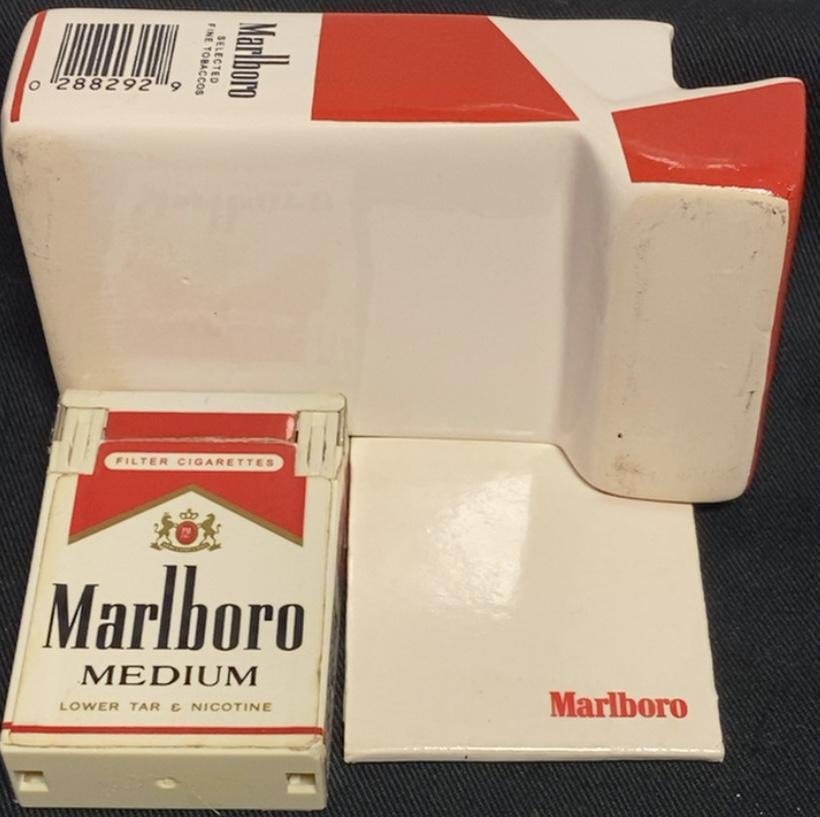 Marlboro
SELECTED
FINE TOBACCOS
0 288292 9
FILTER CIGARETTES
Marlboro
MEDIUM
LOWER TAR & NICOTINE
Marlboro